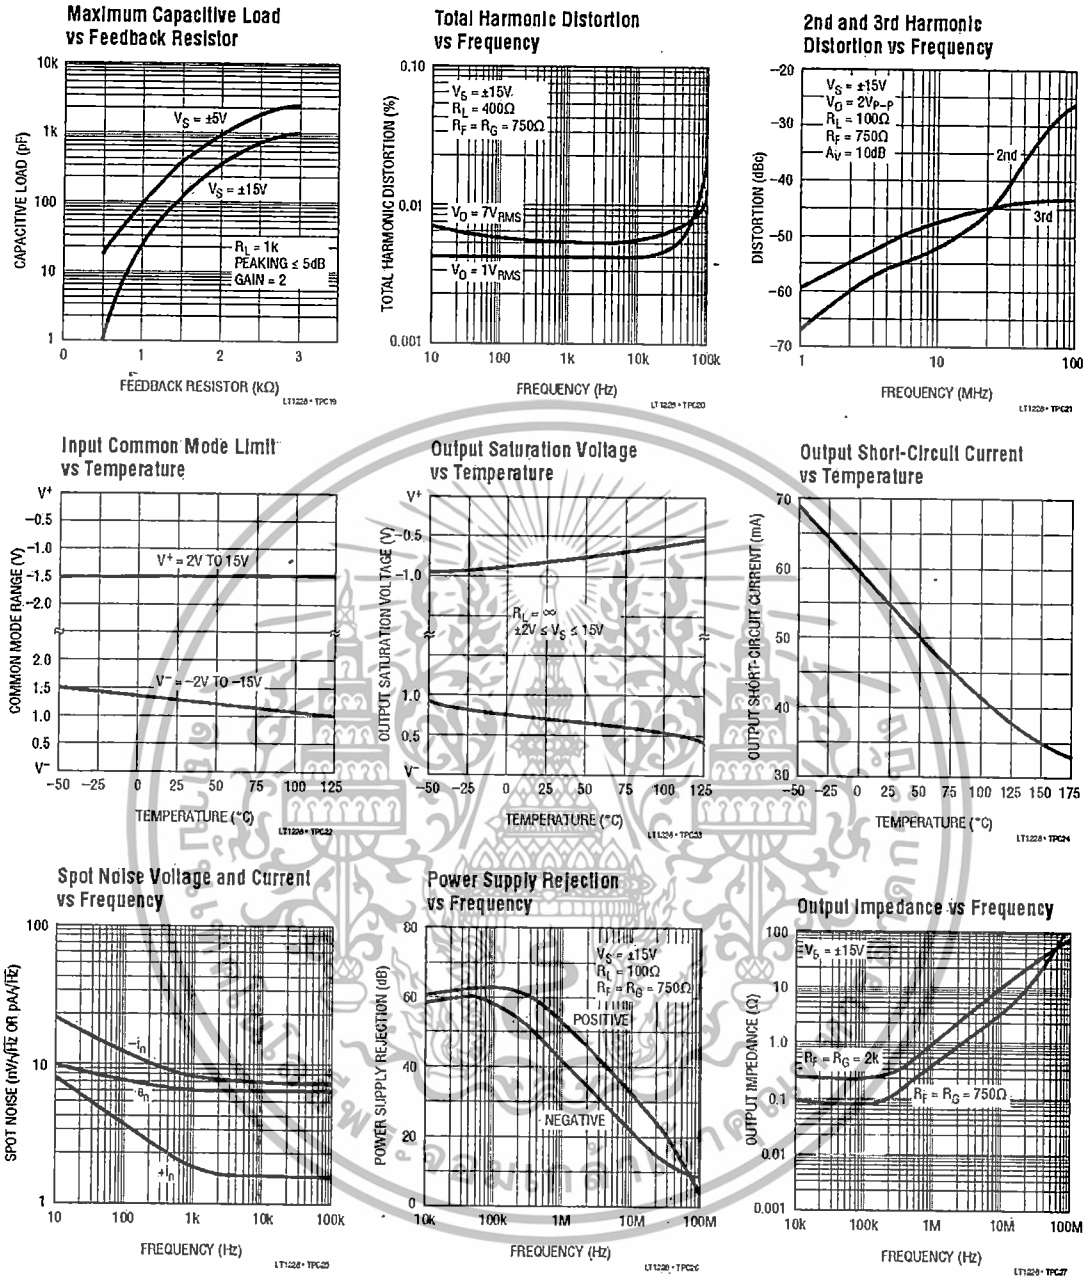 Maximum Capacitive Load
vs Feedback Resistor
CAPACITIVE LOAD (pF)
10k
1k
100
10
1
VS = ±5V
VS = ±15V
RL = 1k
PEAKING ≤ 5dB
GAIN = 2
0 1 2 3
FEEDBACK RESISTOR (kΩ)
LT1228 • TPC19
Total Harmonic Distortion
vs Frequency
TOTAL HARMONIC DISTORTION (%)
0.10
0.01
0.001
VS = ±15V
RL = 400Ω
RF = RG = 750Ω
VO = 7VRMS
VO = 1VRMS
10 100 1k 10k 100k
FREQUENCY (Hz)
LT1228 • TPC20
2nd and 3rd Harmonic
Distortion vs Frequency
DISTORTION (dBc)
–20
–30
–40
–50
–60
–70
VS = ±15V
VO = 2VP–P
RL = 100Ω
RF = 750Ω
AV = 10dB
2nd
3rd
1 10 100
FREQUENCY (MHz)
LT1228 • TPC21
Input Common Mode Limit
vs Temperature
COMMON MODE RANGE (V)
V+
–0.5
–1.0
–1.5
–2.0
2.0
1.5
1.0
0.5
V–
V+ = 2V TO 15V
V– = –2V TO –15V
–50 –25 0 25 50 75 100 125
TEMPERATURE (°C)
LT1228 • TPC22
Output Saturation Voltage
vs Temperature
OUTPUT SATURATION VOLTAGE (V)
V+
–0.5
–1.0
1.0
0.5
V–
RL = ∞
±2V ≤ VS ≤ 15V
–50 –25 0 25 50 75 100 125
TEMPERATURE (°C)
LT1228 • TPC23
Output Short-Circuit Current
vs Temperature
OUTPUT SHORT-CIRCUIT CURRENT (mA)
70
60
50
40
30
–50 –25 0 25 50 75 100 125 150 175
TEMPERATURE (°C)
LT1228 • TPC24
Spot Noise Voltage and Current
vs Frequency
SPOT NOISE (nV/√Hz OR pA/√Hz)
100
10
1
–in
en
+in
10 100 1k 10k 100k
FREQUENCY (Hz)
LT1228 • TPC25
Power Supply Rejection
vs Frequency
POWER SUPPLY REJECTION (dB)
80
60
40
20
0
VS = ±15V
RL = 100Ω
RF = RG = 750Ω
POSITIVE
NEGATIVE
10k 100k 1M 10M 100M
FREQUENCY (Hz)
LT1228 • TPC26
Output Impedance vs Frequency
OUTPUT IMPEDANCE (Ω)
100
10
1.0
0.1
0.01
0.001
VS = ±15V
RF = RG = 2k
RF = RG = 750Ω
10k 100k 1M 10M 100M
FREQUENCY (Hz)
LT1228 • TPC27